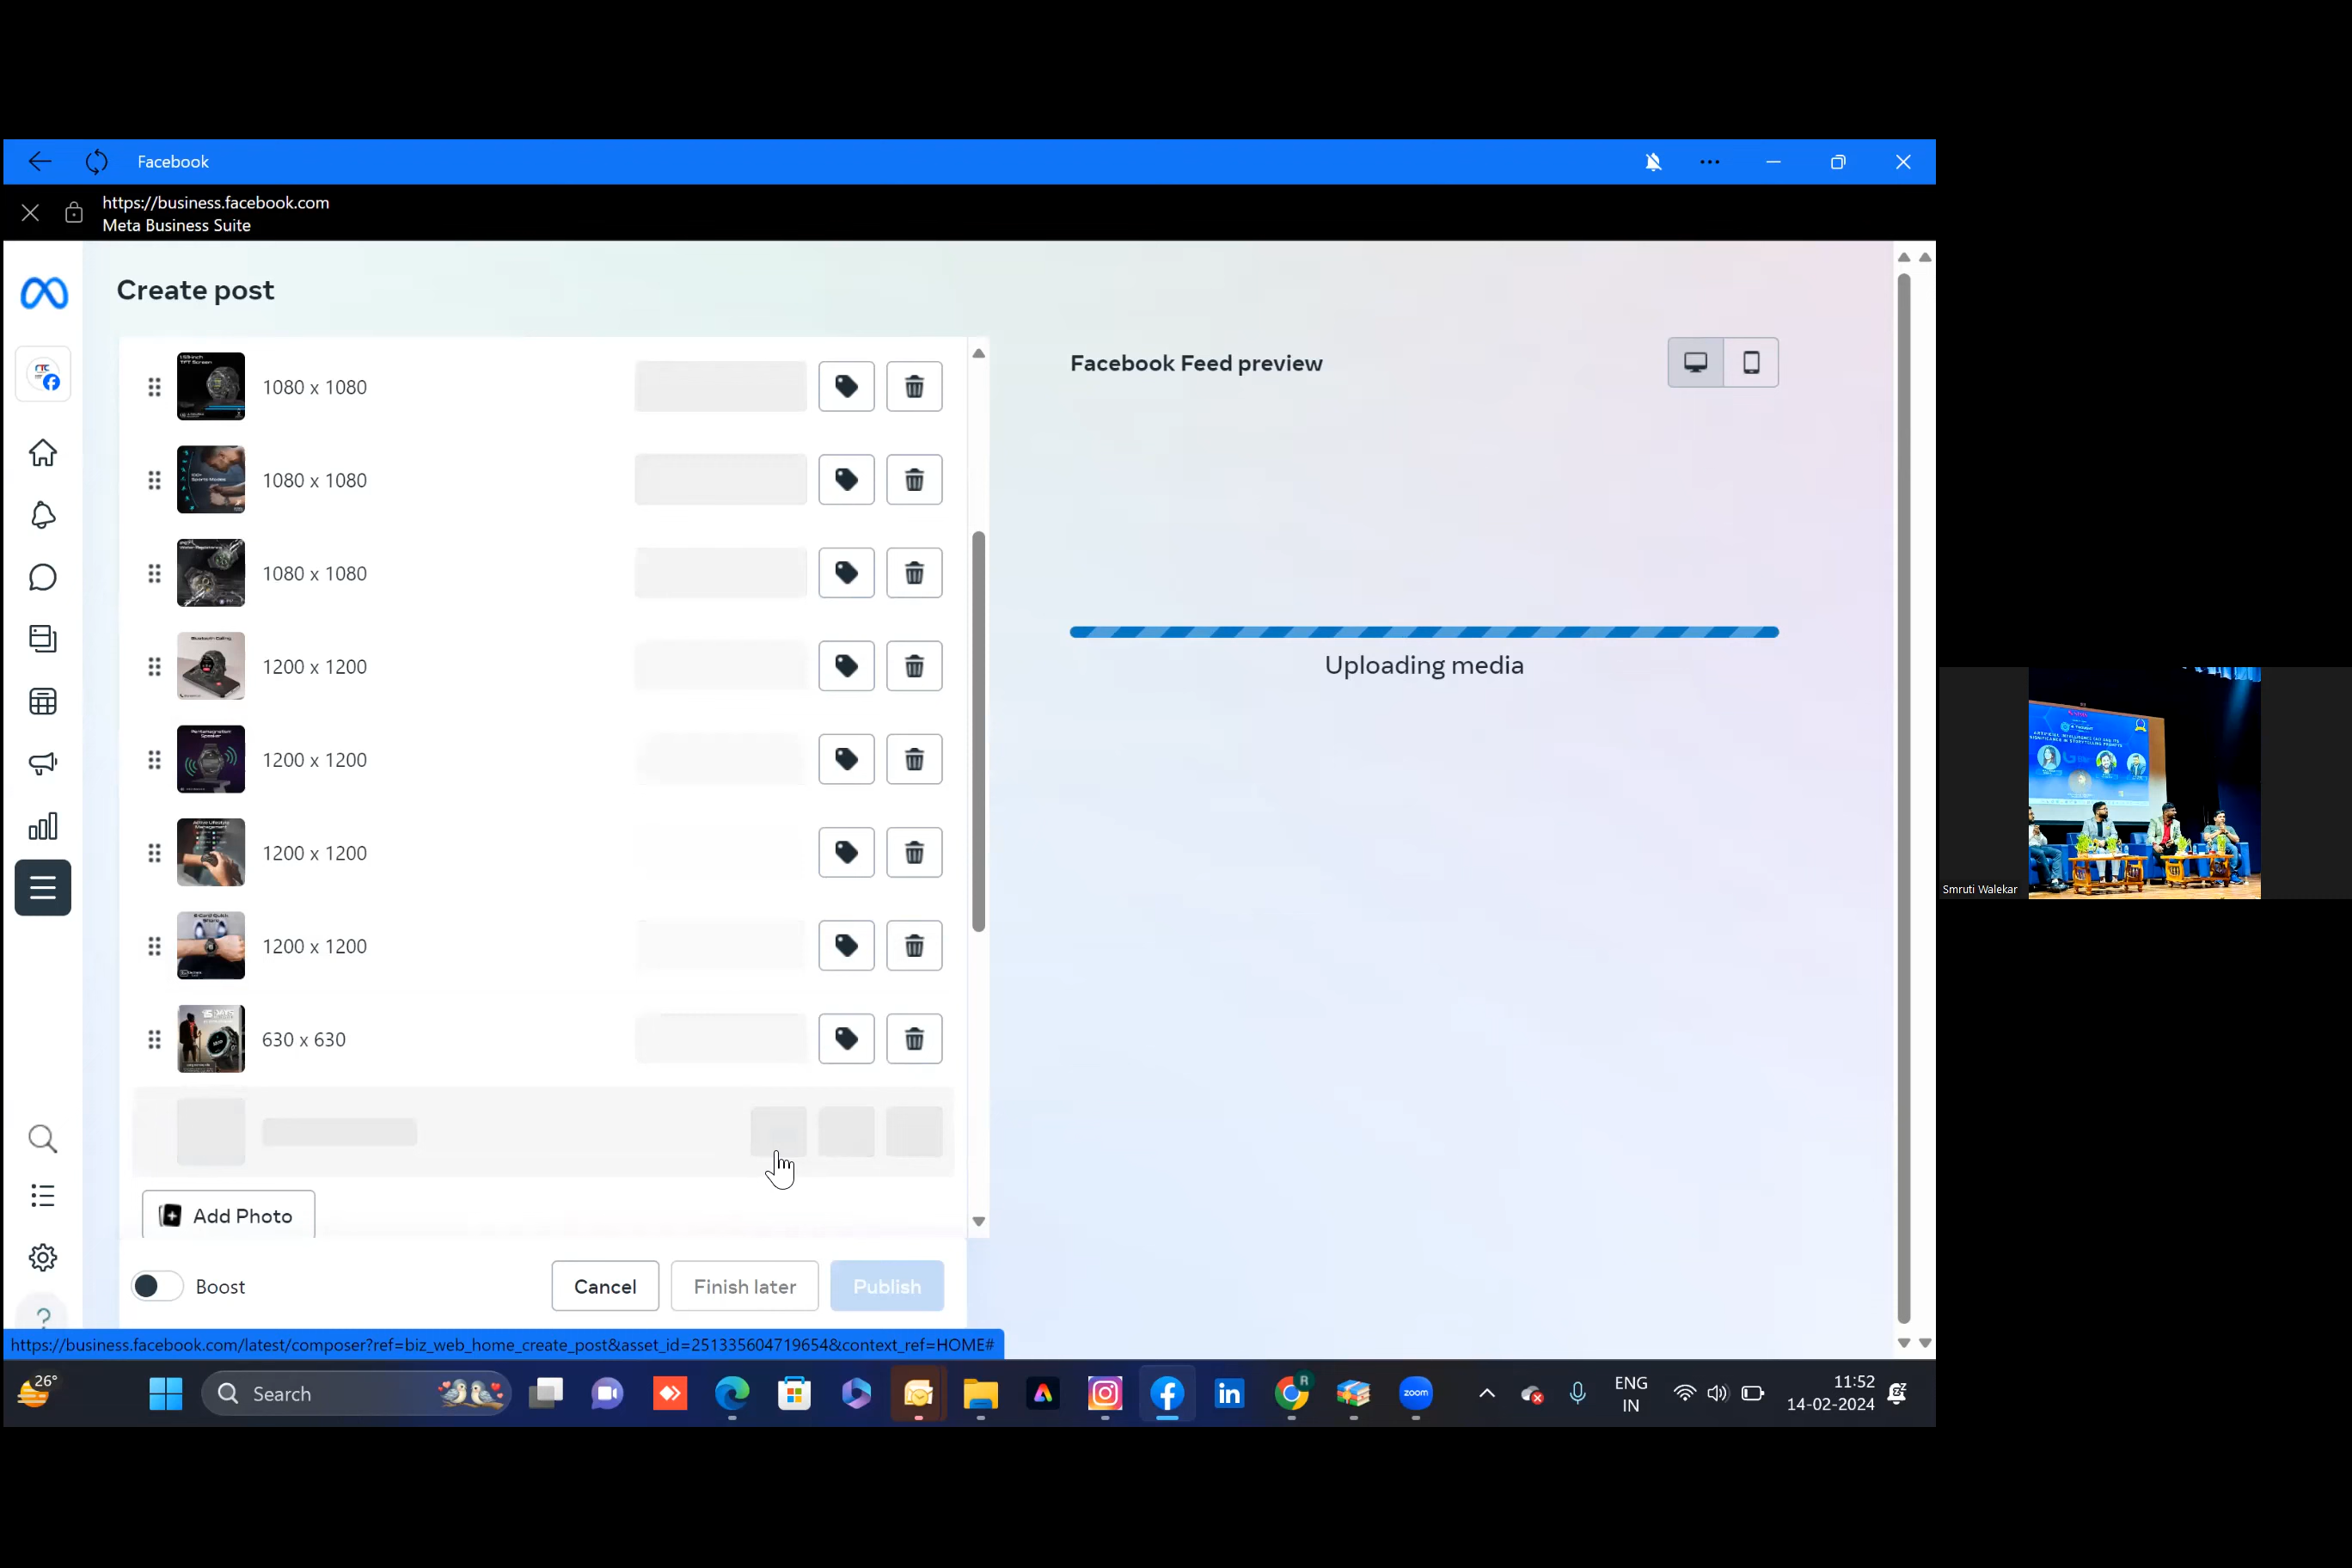 Facebook
https://business.facebook.com
Meta Business Suite
Create post
1080 x 1080
1080 x 1080
1080 x 1080
1200 x 1200
1200 x 1200
1200 x 1200
1200 x 1200
630 x 630
Add Photo
Boost
Cancel
Finish later
Publish
Facebook Feed preview
Uploading media
Smruti Walekar
https://business.facebook.com/latest/composer?ref=biz_web_home_create_post&asset_id=251335604719654&context_ref=HOME#
26°
Search
zoom
ENG
IN
11:52
14-02-2024